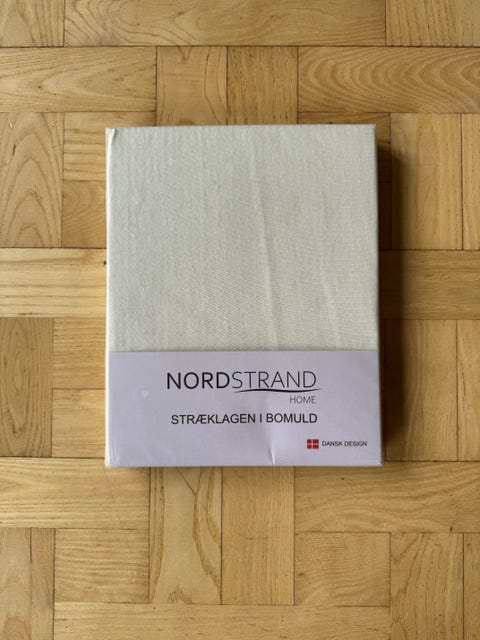 NORDSTRAND
HOME
STRÆKLAGEN I BOMULD
DANSK DESIGN